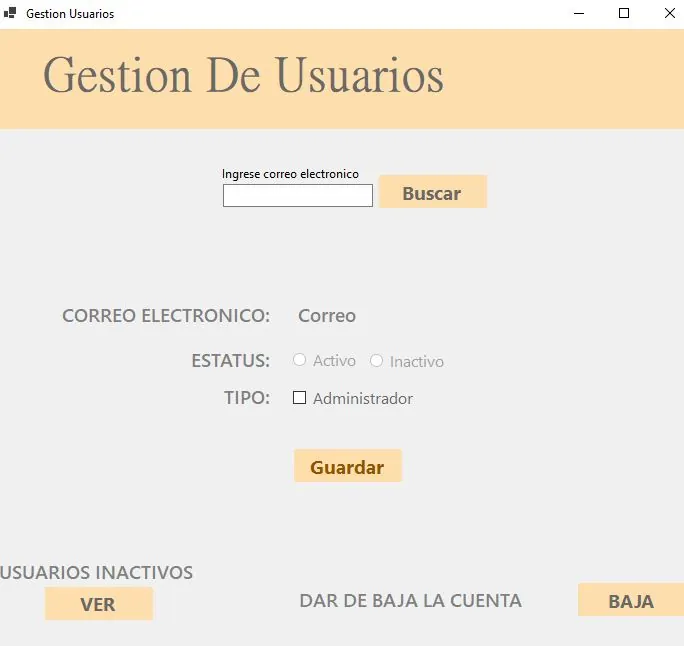 Gestion Usuarios
Gestion De Usuarios
Ingrese correo electronico
Buscar
CORREO ELECTRONICO: Correo
ESTATUS: Activo Inactivo
TIPO: Administrador
Guardar
USUARIOS INACTIVOS
VER
DAR DE BAJA LA CUENTA BAJA